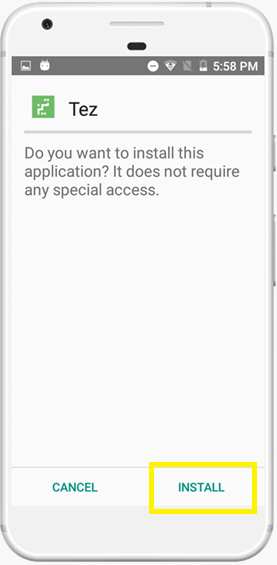 5:58 PM
Tez
Do you want to install this
application? It does not require
any special access.
CANCEL
INSTALL